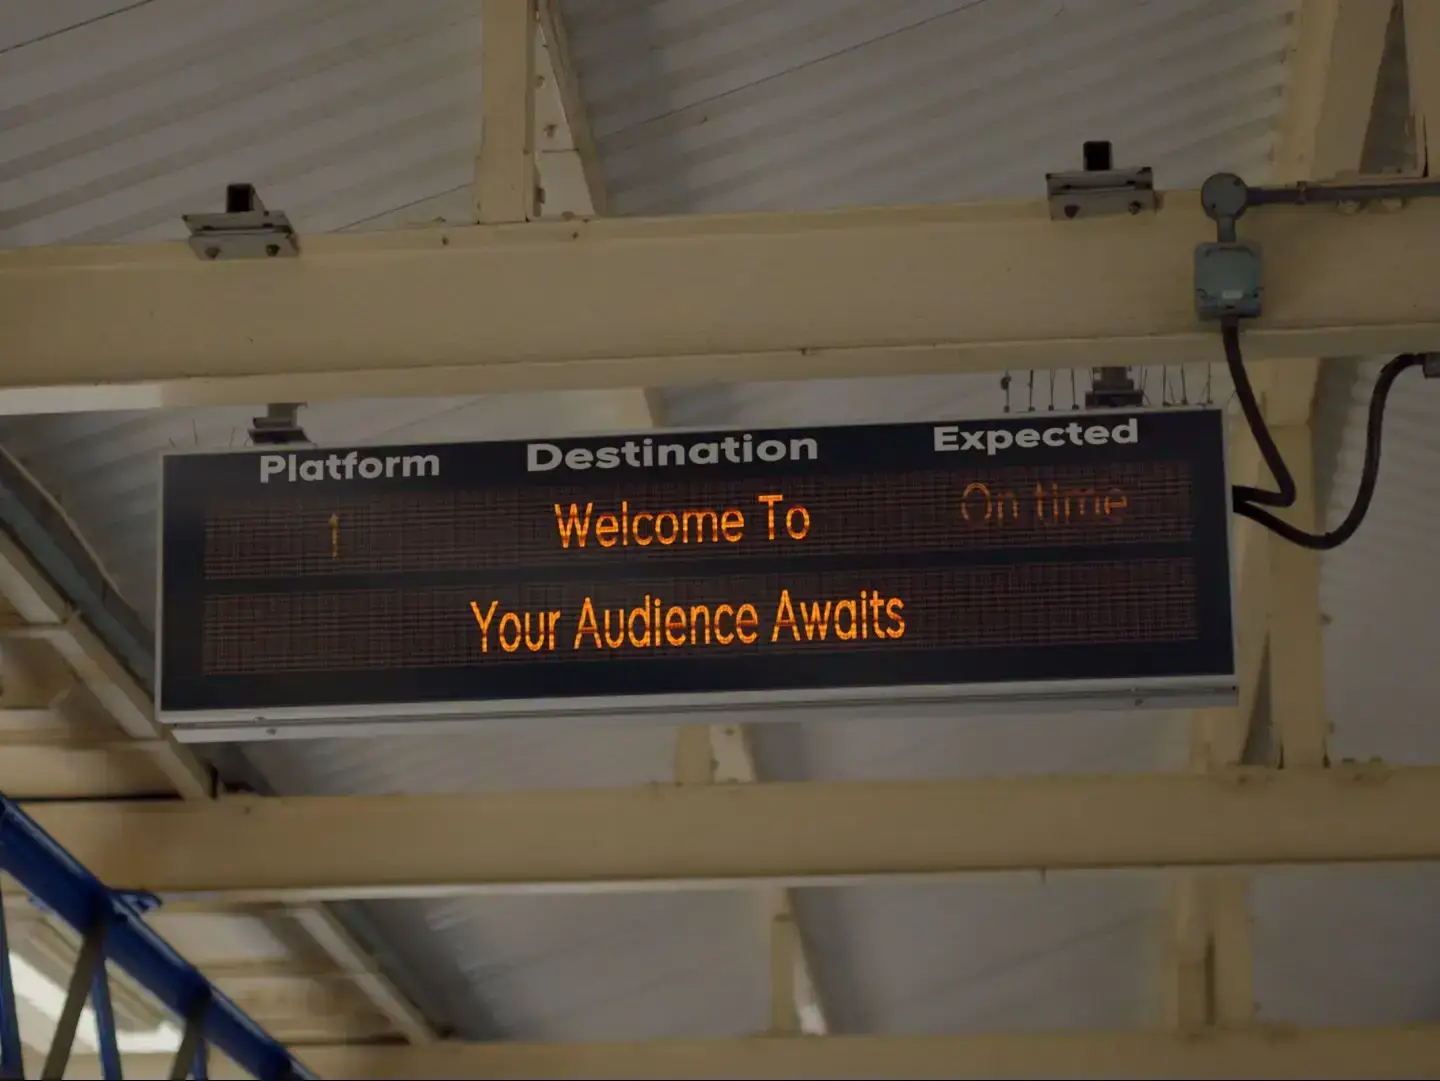 Platform Destination Expected
1 Welcome To On time
Your Audience Awaits